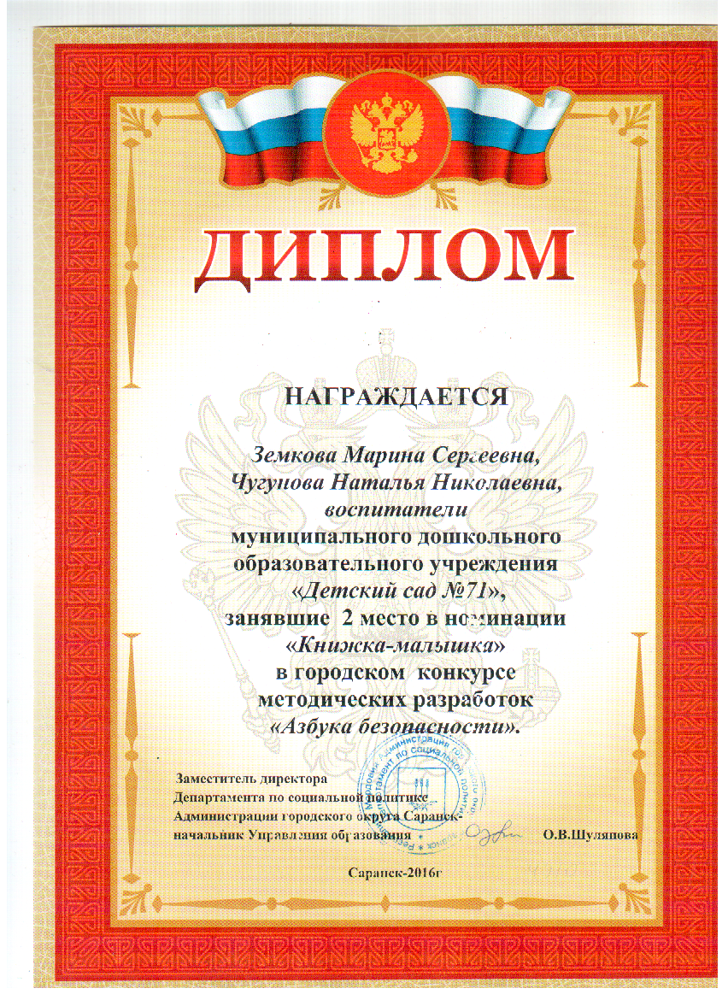 ДИПЛОМ
НАГРАЖДАЕТСЯ
Земкова Марина Сергеевна,
Чугунова Наталья Николаевна,
воспитатели
муниципального дошкольного
образовательного учреждения
«Детский сад №71»,
занявшие 2 место в номинации
«Книжка-малышка»
в городском конкурсе
методических разработок
«Азбука безопасности».
Заместитель директора
Департамента по социальной политике
Администрации городского округа Саранск-
начальник Управления образования
О.В.Шуляпова
Саранск-2016г